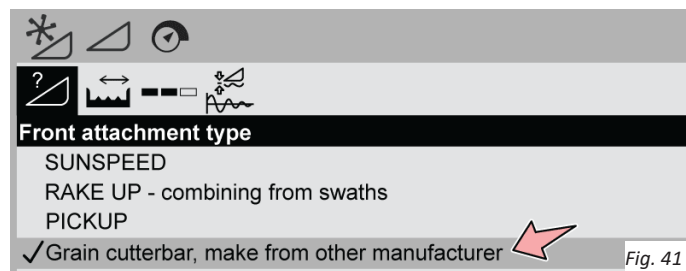 ?
Front attachment type
SUNSPEED
RAKE UP - combining from swaths
PICKUP
✓Grain cutterbar, make from other manufacturer
Fig. 41